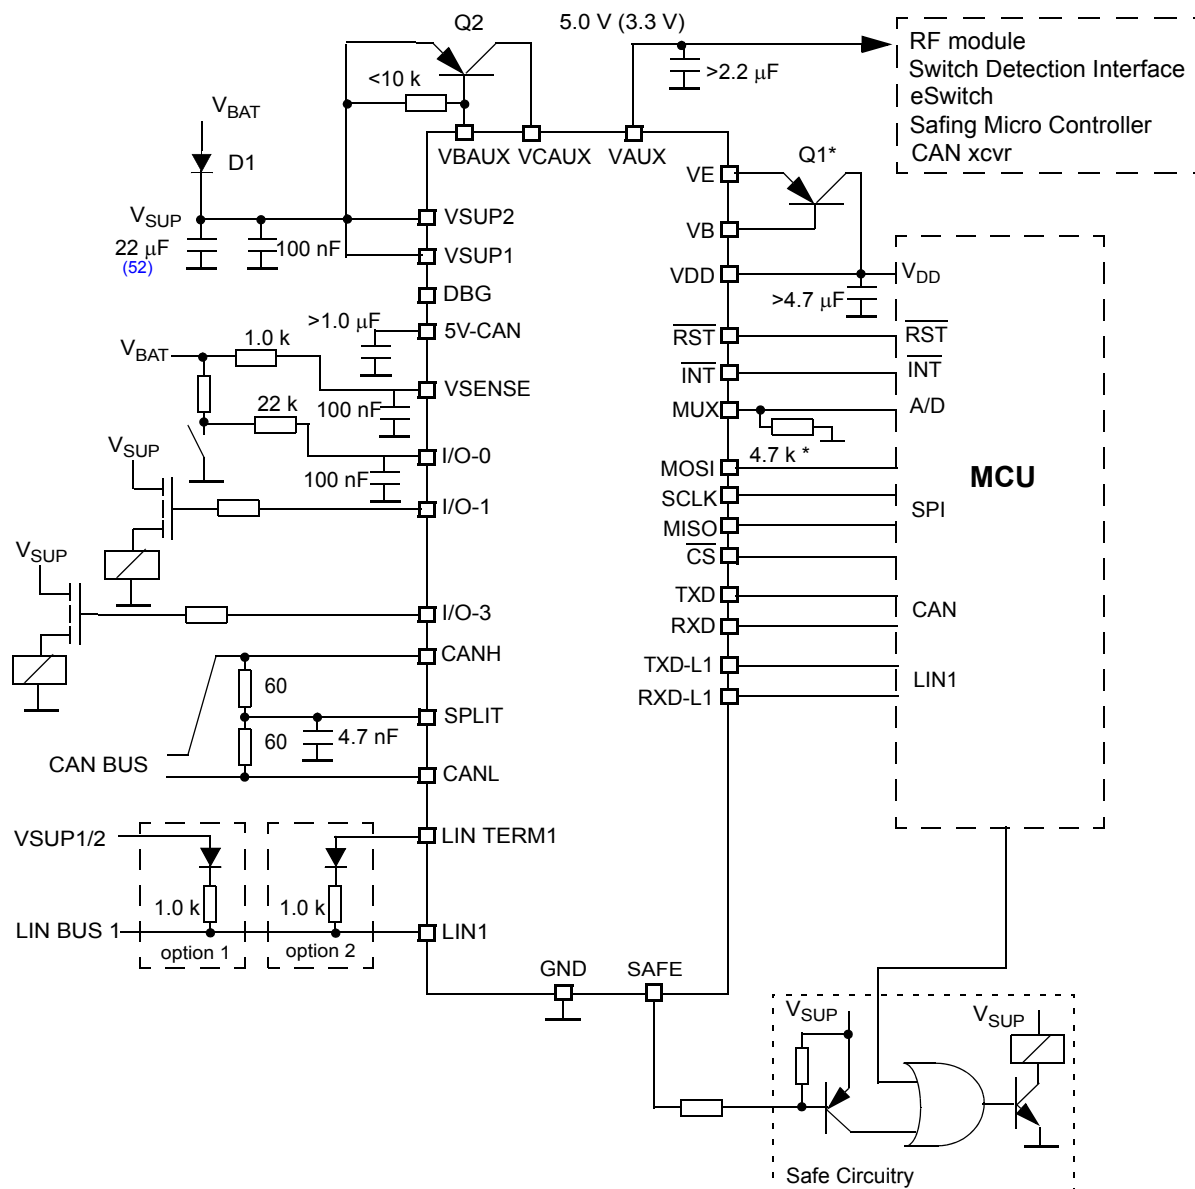 Q2
5.0 V (3.3 V)
RF module
Switch Detection Interface
eSwitch
Safing Micro Controller
CAN xcvr
>2.2 μF
<10 k
VBAT
D1
VBAUX
VCAUX
VAUX
Q1*
VE
VSUP
VSUP2
VB
22 μF
(52)
100 nF
VSUP1
VDD
VDD
DBG
>4.7 μF
>1.0 μF
5V-CAN
RST
RST
VBAT
1.0 k
INT
INT
VSENSE
100 nF
22 k
MUX
A/D
VSUP
I/O-0
4.7 k *
100 nF
MOSI
MCU
SCLK
I/O-1
SPI
MISO
VSUP
CS
TXD
CAN
I/O-3
RXD
CANH
TXD-L1
60
LIN1
RXD-L1
SPLIT
60
4.7 nF
CAN BUS
CANL
VSUP1/2
LIN TERM1
1.0 k
1.0 k
LIN BUS 1
LIN1
option 1
option 2
GND
SAFE
VSUP
VSUP
Safe Circuitry